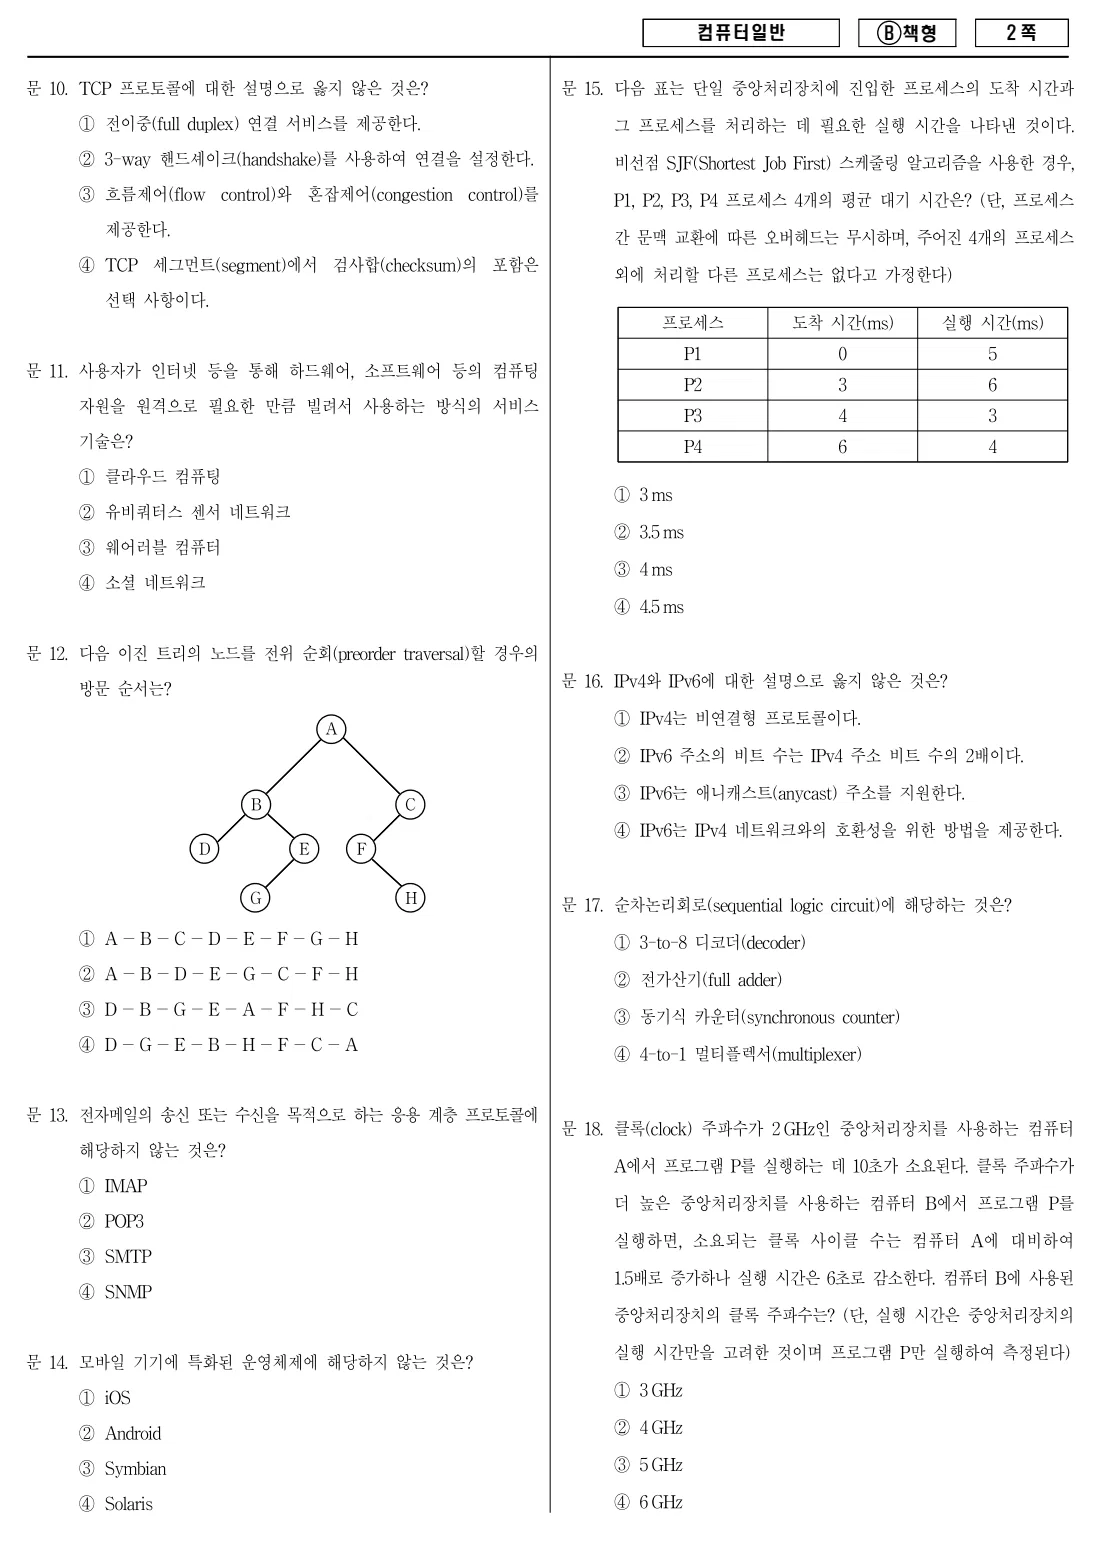 컴퓨터일반
Ⓑ책형
2쪽
문 10. TCP 프로토콜에 대한 설명으로 옳지 않은 것은?
① 전이중(full duplex) 연결 서비스를 제공한다.
② 3-way 핸드셰이크(handshake)를 사용하여 연결을 설정한다.
③ 흐름제어(flow control)와 혼잡제어(congestion control)를
제공한다.
④ TCP 세그먼트(segment)에서 검사합(checksum)의 포함은
선택 사항이다.
문 11. 사용자가 인터넷 등을 통해 하드웨어, 소프트웨어 등의 컴퓨팅
자원을 원격으로 필요한 만큼 빌려서 사용하는 방식의 서비스
기술은?
① 클라우드 컴퓨팅
② 유비쿼터스 센서 네트워크
③ 웨어러블 컴퓨터
④ 소셜 네트워크
문 12. 다음 이진 트리의 노드를 전위 순회(preorder traversal)할 경우의
방문 순서는?
A
B C
D E F
G H
① A - B - C - D - E - F - G - H
② A - B - D - E - G - C - F - H
③ D - B - G - E - A - F - H - C
④ D - G - E - B - H - F - C - A
문 13. 전자메일의 송신 또는 수신을 목적으로 하는 응용 계층 프로토콜에
해당하지 않는 것은?
① IMAP
② POP3
③ SMTP
④ SNMP
문 14. 모바일 기기에 특화된 운영체제에 해당하지 않는 것은?
① iOS
② Android
③ Symbian
④ Solaris
문 15. 다음 표는 단일 중앙처리장치에 진입한 프로세스의 도착 시간과
그 프로세스를 처리하는 데 필요한 실행 시간을 나타낸 것이다.
비선점 SJF(Shortest Job First) 스케줄링 알고리즘을 사용한 경우,
P1, P2, P3, P4 프로세스 4개의 평균 대기 시간은? (단, 프로세스
간 문맥 교환에 따른 오버헤드는 무시하며, 주어진 4개의 프로세스
외에 처리할 다른 프로세스는 없다고 가정한다)
프로세스 도착 시간(ms) 실행 시간(ms)
P1 0 5
P2 3 6
P3 4 3
P4 6 4
① 3 ms
② 3.5 ms
③ 4 ms
④ 4.5 ms
문 16. IPv4와 IPv6에 대한 설명으로 옳지 않은 것은?
① IPv4는 비연결형 프로토콜이다.
② IPv6 주소의 비트 수는 IPv4 주소 비트 수의 2배이다.
③ IPv6는 애니캐스트(anycast) 주소를 지원한다.
④ IPv6는 IPv4 네트워크와의 호환성을 위한 방법을 제공한다.
문 17. 순차논리회로(sequential logic circuit)에 해당하는 것은?
① 3-to-8 디코더(decoder)
② 전가산기(full adder)
③ 동기식 카운터(synchronous counter)
④ 4-to-1 멀티플렉서(multiplexer)
문 18. 클록(clock) 주파수가 2 GHz인 중앙처리장치를 사용하는 컴퓨터
A에서 프로그램 P를 실행하는 데 10초가 소요된다. 클록 주파수가
더 높은 중앙처리장치를 사용하는 컴퓨터 B에서 프로그램 P를
실행하면, 소요되는 클록 사이클 수는 컴퓨터 A에 대비하여
1.5배로 증가하나 실행 시간은 6초로 감소한다. 컴퓨터 B에 사용된
중앙처리장치의 클록 주파수는? (단, 실행 시간은 중앙처리장치의
실행 시간만을 고려한 것이며 프로그램 P만 실행하여 측정된다)
① 3 GHz
② 4 GHz
③ 5 GHz
④ 6 GHz